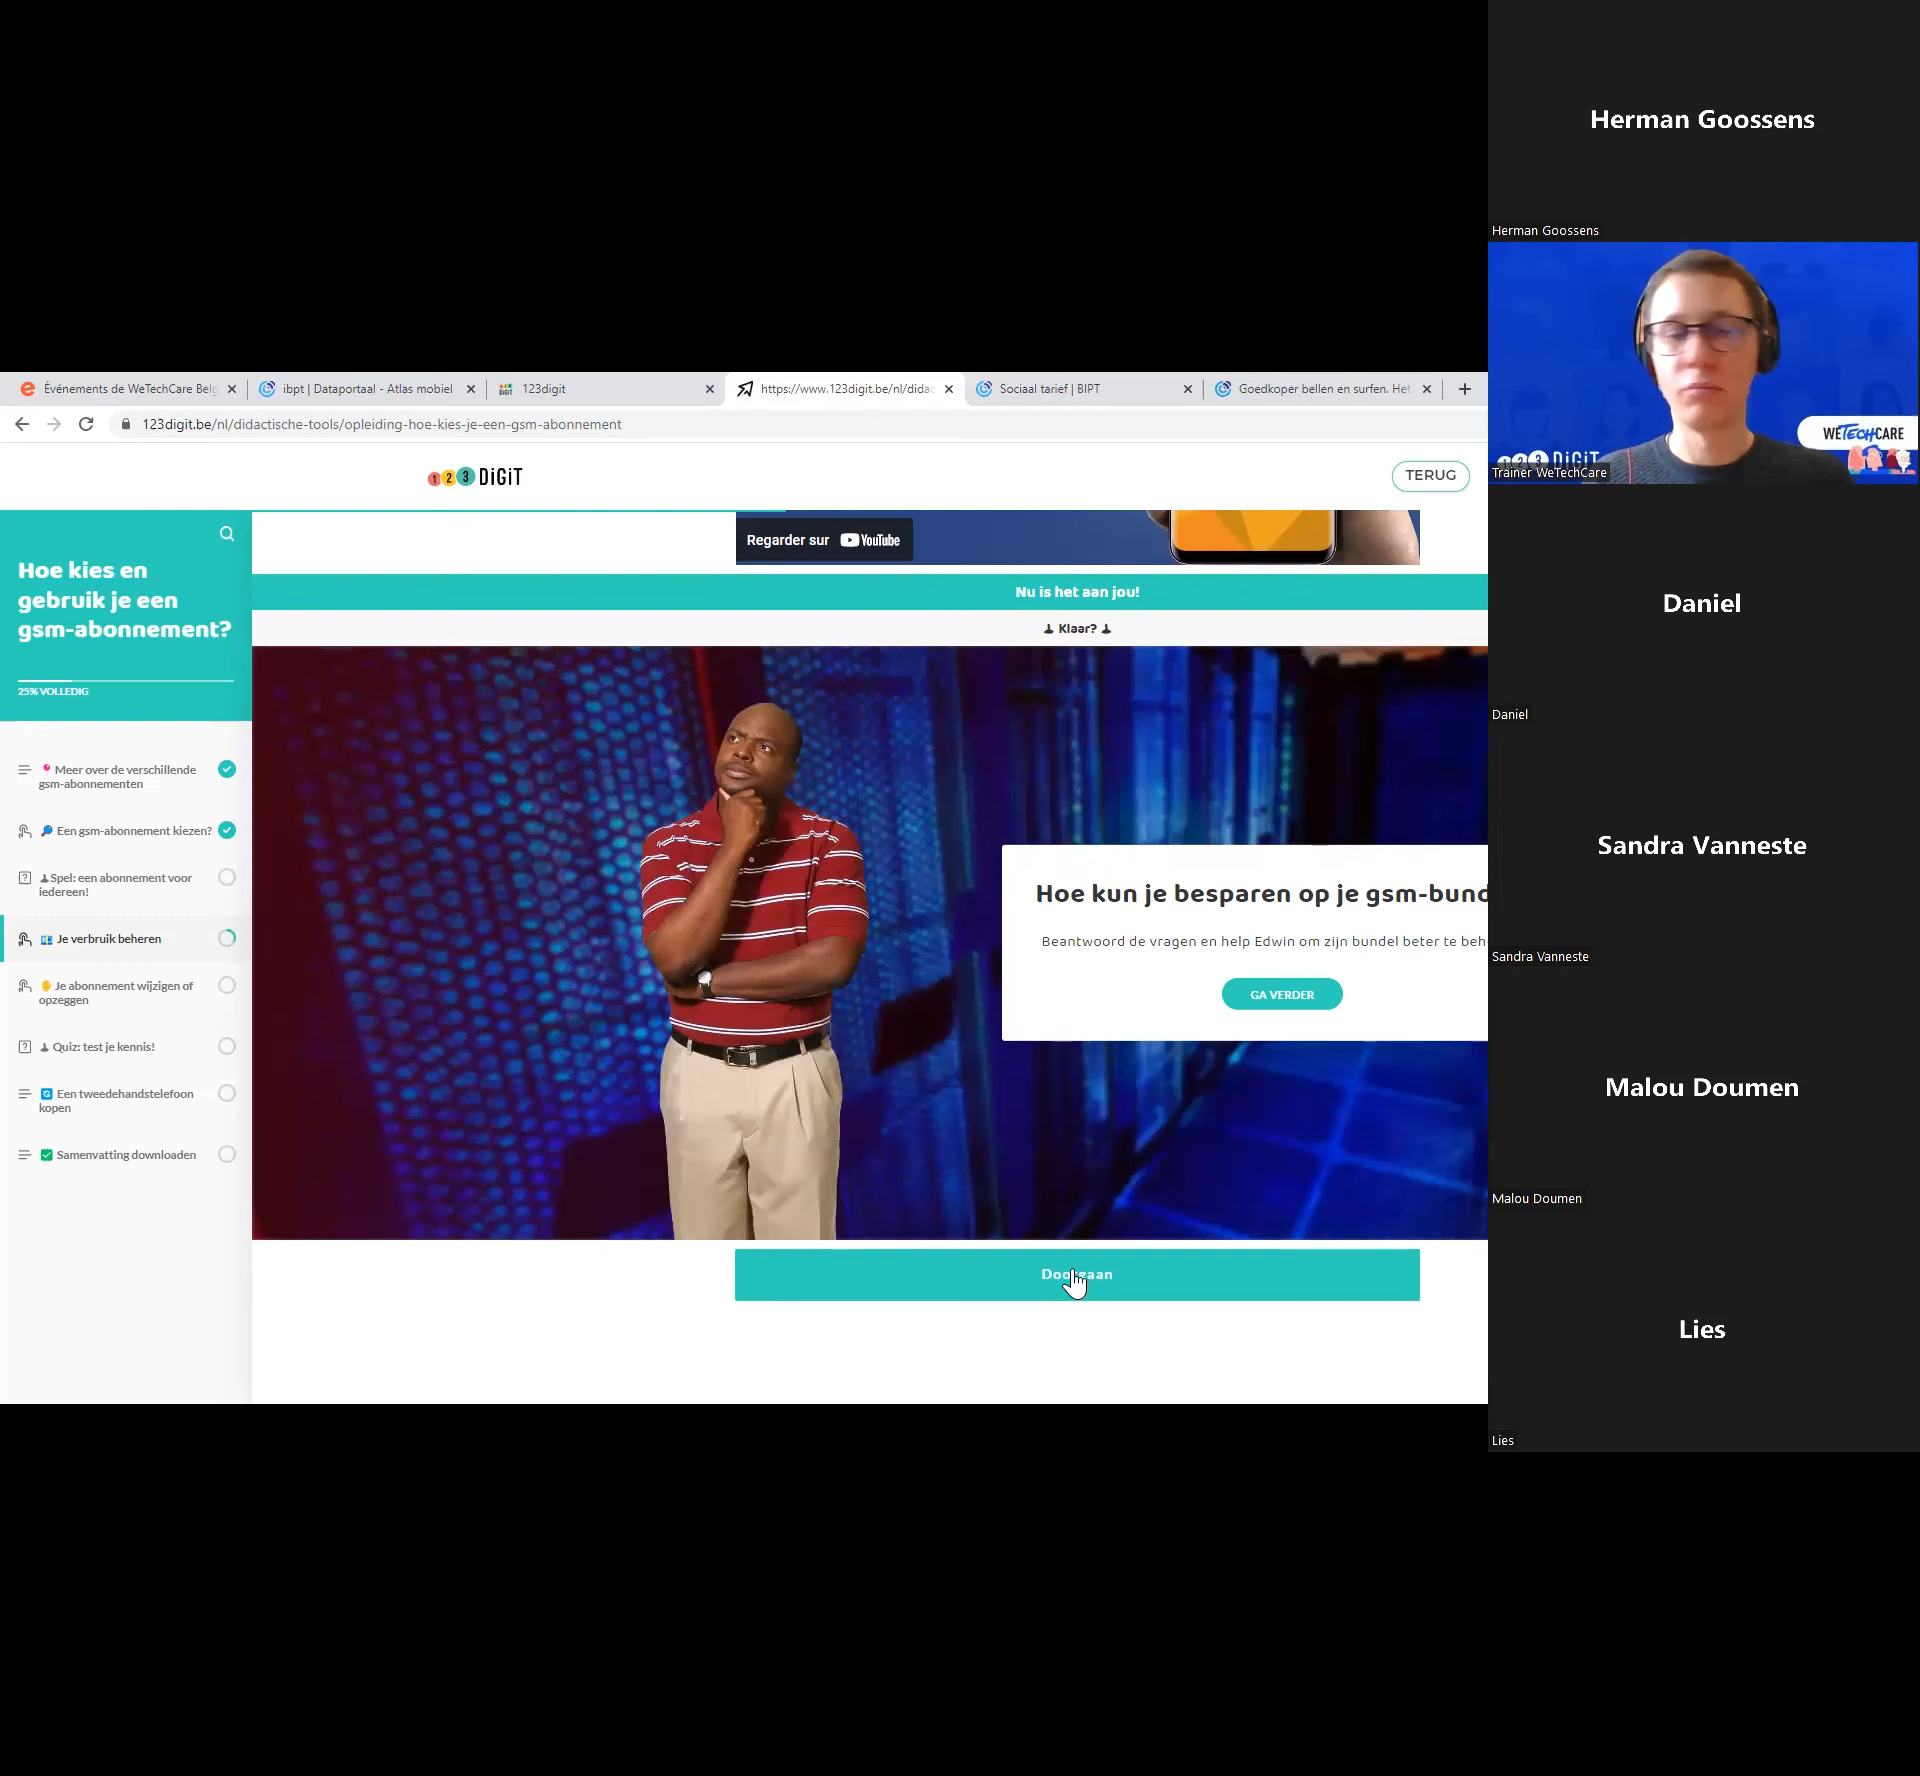 Événements de WeTechCare Belg
ibpt | Dataportaal - Atlas mobiel
123digit
https://www.123digit.be/nl/didac
Sociaal tarief | BIPT
Goedkoper bellen en surfen. Het
123digit.be/nl/didactische-tools/opleiding-hoe-kies-je-een-gsm-abonnement
123 DiGiT
TERUG
Hoe kies en
gebruik je een
gsm-abonnement?
25% VOLLEDIG
Meer over de verschillende
gsm-abonnementen
Een gsm-abonnement kiezen?
Spel: een abonnement voor
iedereen!
Je verbruik beheren
Je abonnement wijzigen of
opzeggen
Quiz: test je kennis!
Een tweedehandstelefoon
kopen
Samenvatting downloaden
Regarder sur YouTube
Nu is het aan jou!
Klaar?
Hoe kun je besparen op je gsm-bund
Beantwoord de vragen en help Edwin om zijn bundel beter te beh
GA VERDER
Doorgaan
Herman Goossens
Herman Goossens
WETECHCARE
123 DiGiT
Trainer WeTechCare
Daniel
Daniel
Sandra Vanneste
Sandra Vanneste
Malou Doumen
Malou Doumen
Lies
Lies